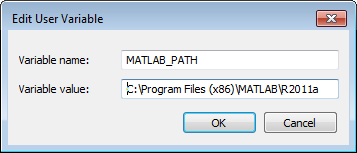 Edit User Variable
Variable name: MATLAB_PATH
Variable value: C:\Program Files (x86)\MATLAB\R2011a
OK Cancel